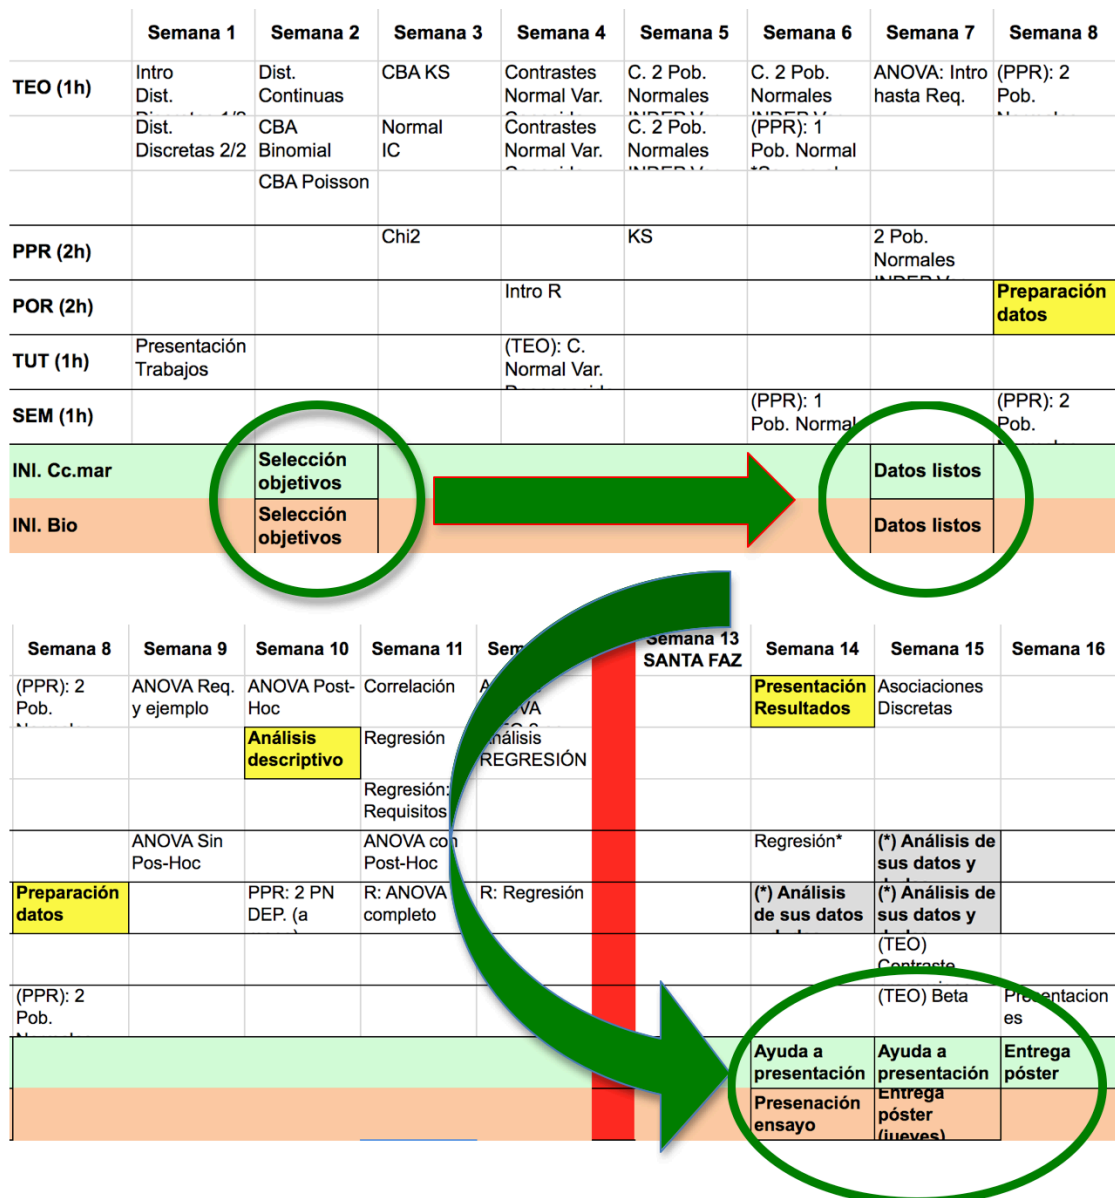 Semana 1 Semana 2 Semana 3 Semana 4 Semana 5 Semana 6 Semana 7 Semana 8
TEO (1h)
Intro
Dist.
Dist.
Continuas
CBA KS
Contrastes
Normal Var.
C. 2 Pob.
Normales
C. 2 Pob.
Normales
ANOVA: Intro
hasta Req.
(PPR): 2
Pob.
Dist.
Discretas 2/2
CBA
Binomial
Normal
IC
Contrastes
Normal Var.
C. 2 Pob.
Normales
(PPR): 1
Pob. Normal
CBA Poisson
PPR (2h)
Chi2
KS
2 Pob.
Normales
POR (2h)
Intro R
Preparación
datos
TUT (1h)
Presentación
Trabajos
(TEO): C.
Normal Var.
SEM (1h)
(PPR): 1
Pob. Normal
(PPR): 2
Pob.
INI. Cc.mar
Selección
objetivos
Datos listos
INI. Bio
Selección
objetivos
Datos listos
Semana 8 Semana 9 Semana 10 Semana 11 Semana 13
SANTA FAZ
Semana 14 Semana 15 Semana 16
(PPR): 2
Pob.
ANOVA Req.
y ejemplo
ANOVA Post-
Hoc
Correlación
Presentación
Resultados
Asociaciones
Discretas
Análisis
descriptivo
Regresión
Análisis
REGRESIÓN
Regresión:
Requisitos
ANOVA Sin
Pos-Hoc
ANOVA con
Post-Hoc
Regresión*
(*) Análisis de
sus datos y
Preparación
datos
PPR: 2 PN
DEP. (a
R: ANOVA
completo
R: Regresión
(*) Análisis
de sus datos
(*) Análisis de
sus datos y
(TEO)
Contraste
(PPR): 2
Pob.
(TEO) Beta
Presentacion
es
Ayuda a
presentación
Ayuda a
presentación
Entrega
póster
Presenación
ensayo
Entrega
póster
(jueves)